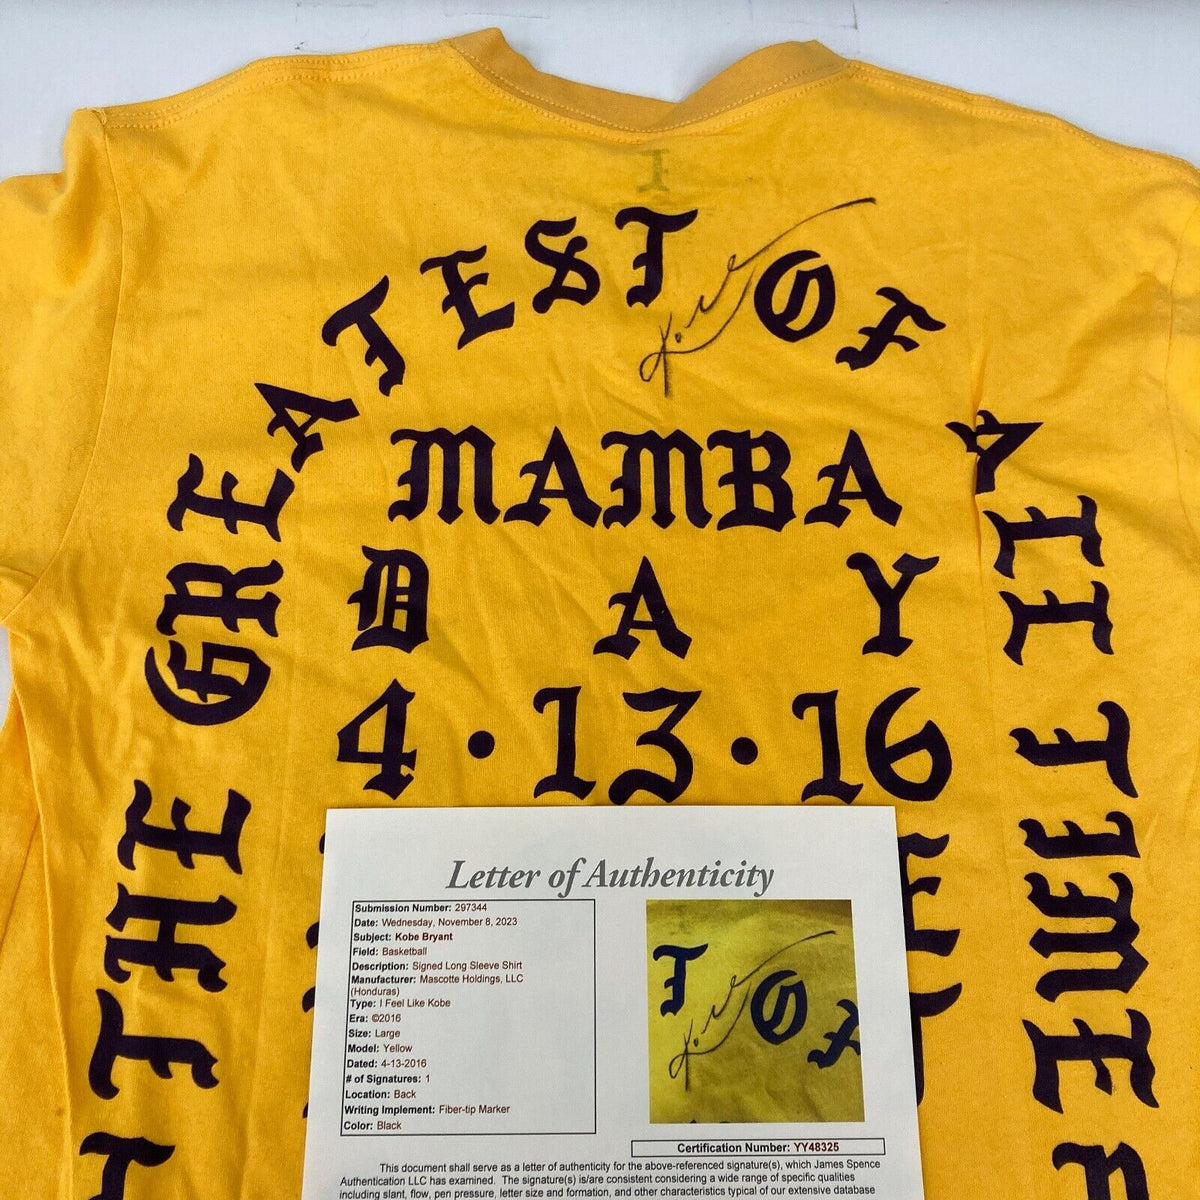 I
THE GREATEST OF ALL TIME
MAMBA
DAY
4·13·16
Letter of Authenticity
Submission Number: 297344
Date: Wednesday, November 8, 2023
Subject: Kobe Bryant
Field: Basketball
Description: Signed Long Sleeve Shirt
Manufacturer: Mascotte Holdings, LLC
(Honduras)
Type: I Feel Like Kobe
Era: ©2016
Size: Large
Model: Yellow
Dated: 4-13-2016
# of Signatures: 1
Location: Back
Writing Implement: Fiber-tip Marker
Color: Black
T OF
Certification Number: YY48325
This document shall serve as a letter of authenticity for the above-referenced signature(s), which James Spence
Authentication LLC has examined. The signature(s) is/are consistent considering a wide range of specific qualities
including slant, flow, pen pressure, letter size and formation, and other characteristics typical of our extensive database